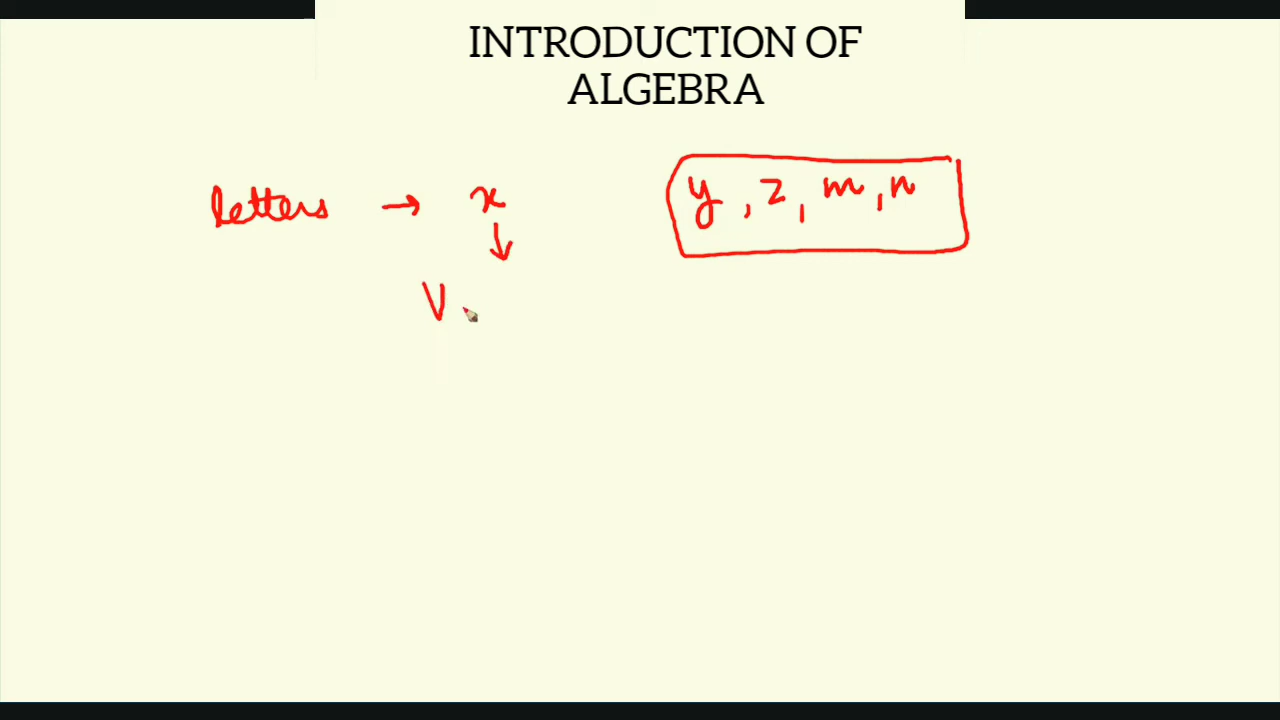 INTRODUCTION OF
ALGEBRA
letters → x
y, z, m, n
↓
V